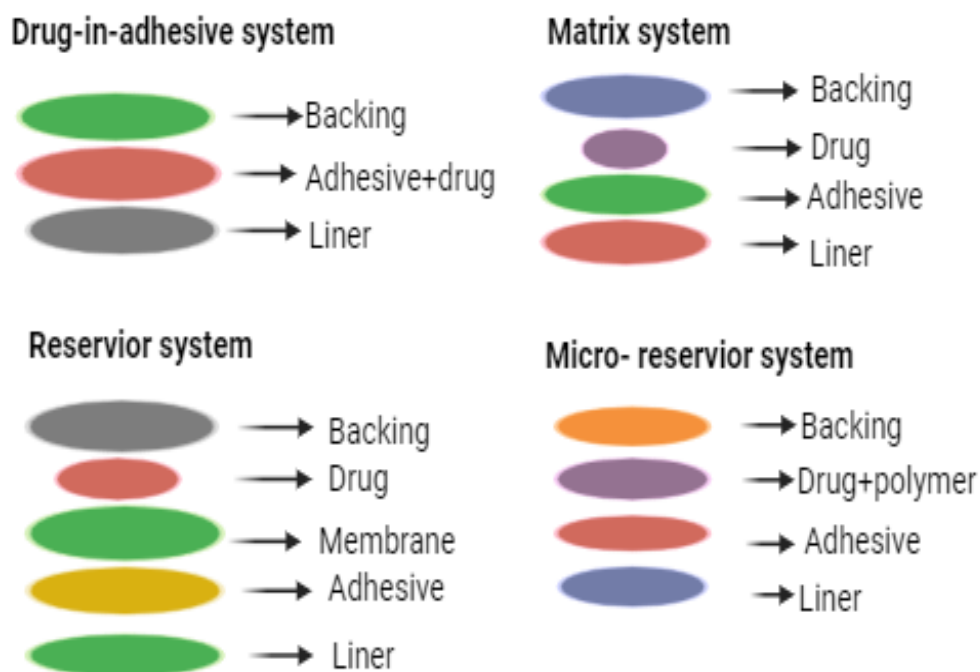 Drug-in-adhesive system
Backing
Adhesive+drug
Liner
Matrix system
Backing
Drug
Adhesive
Liner
Reservior system
Backing
Drug
Membrane
Adhesive
Liner
Micro- reservior system
Backing
Drug+polymer
Adhesive
Liner